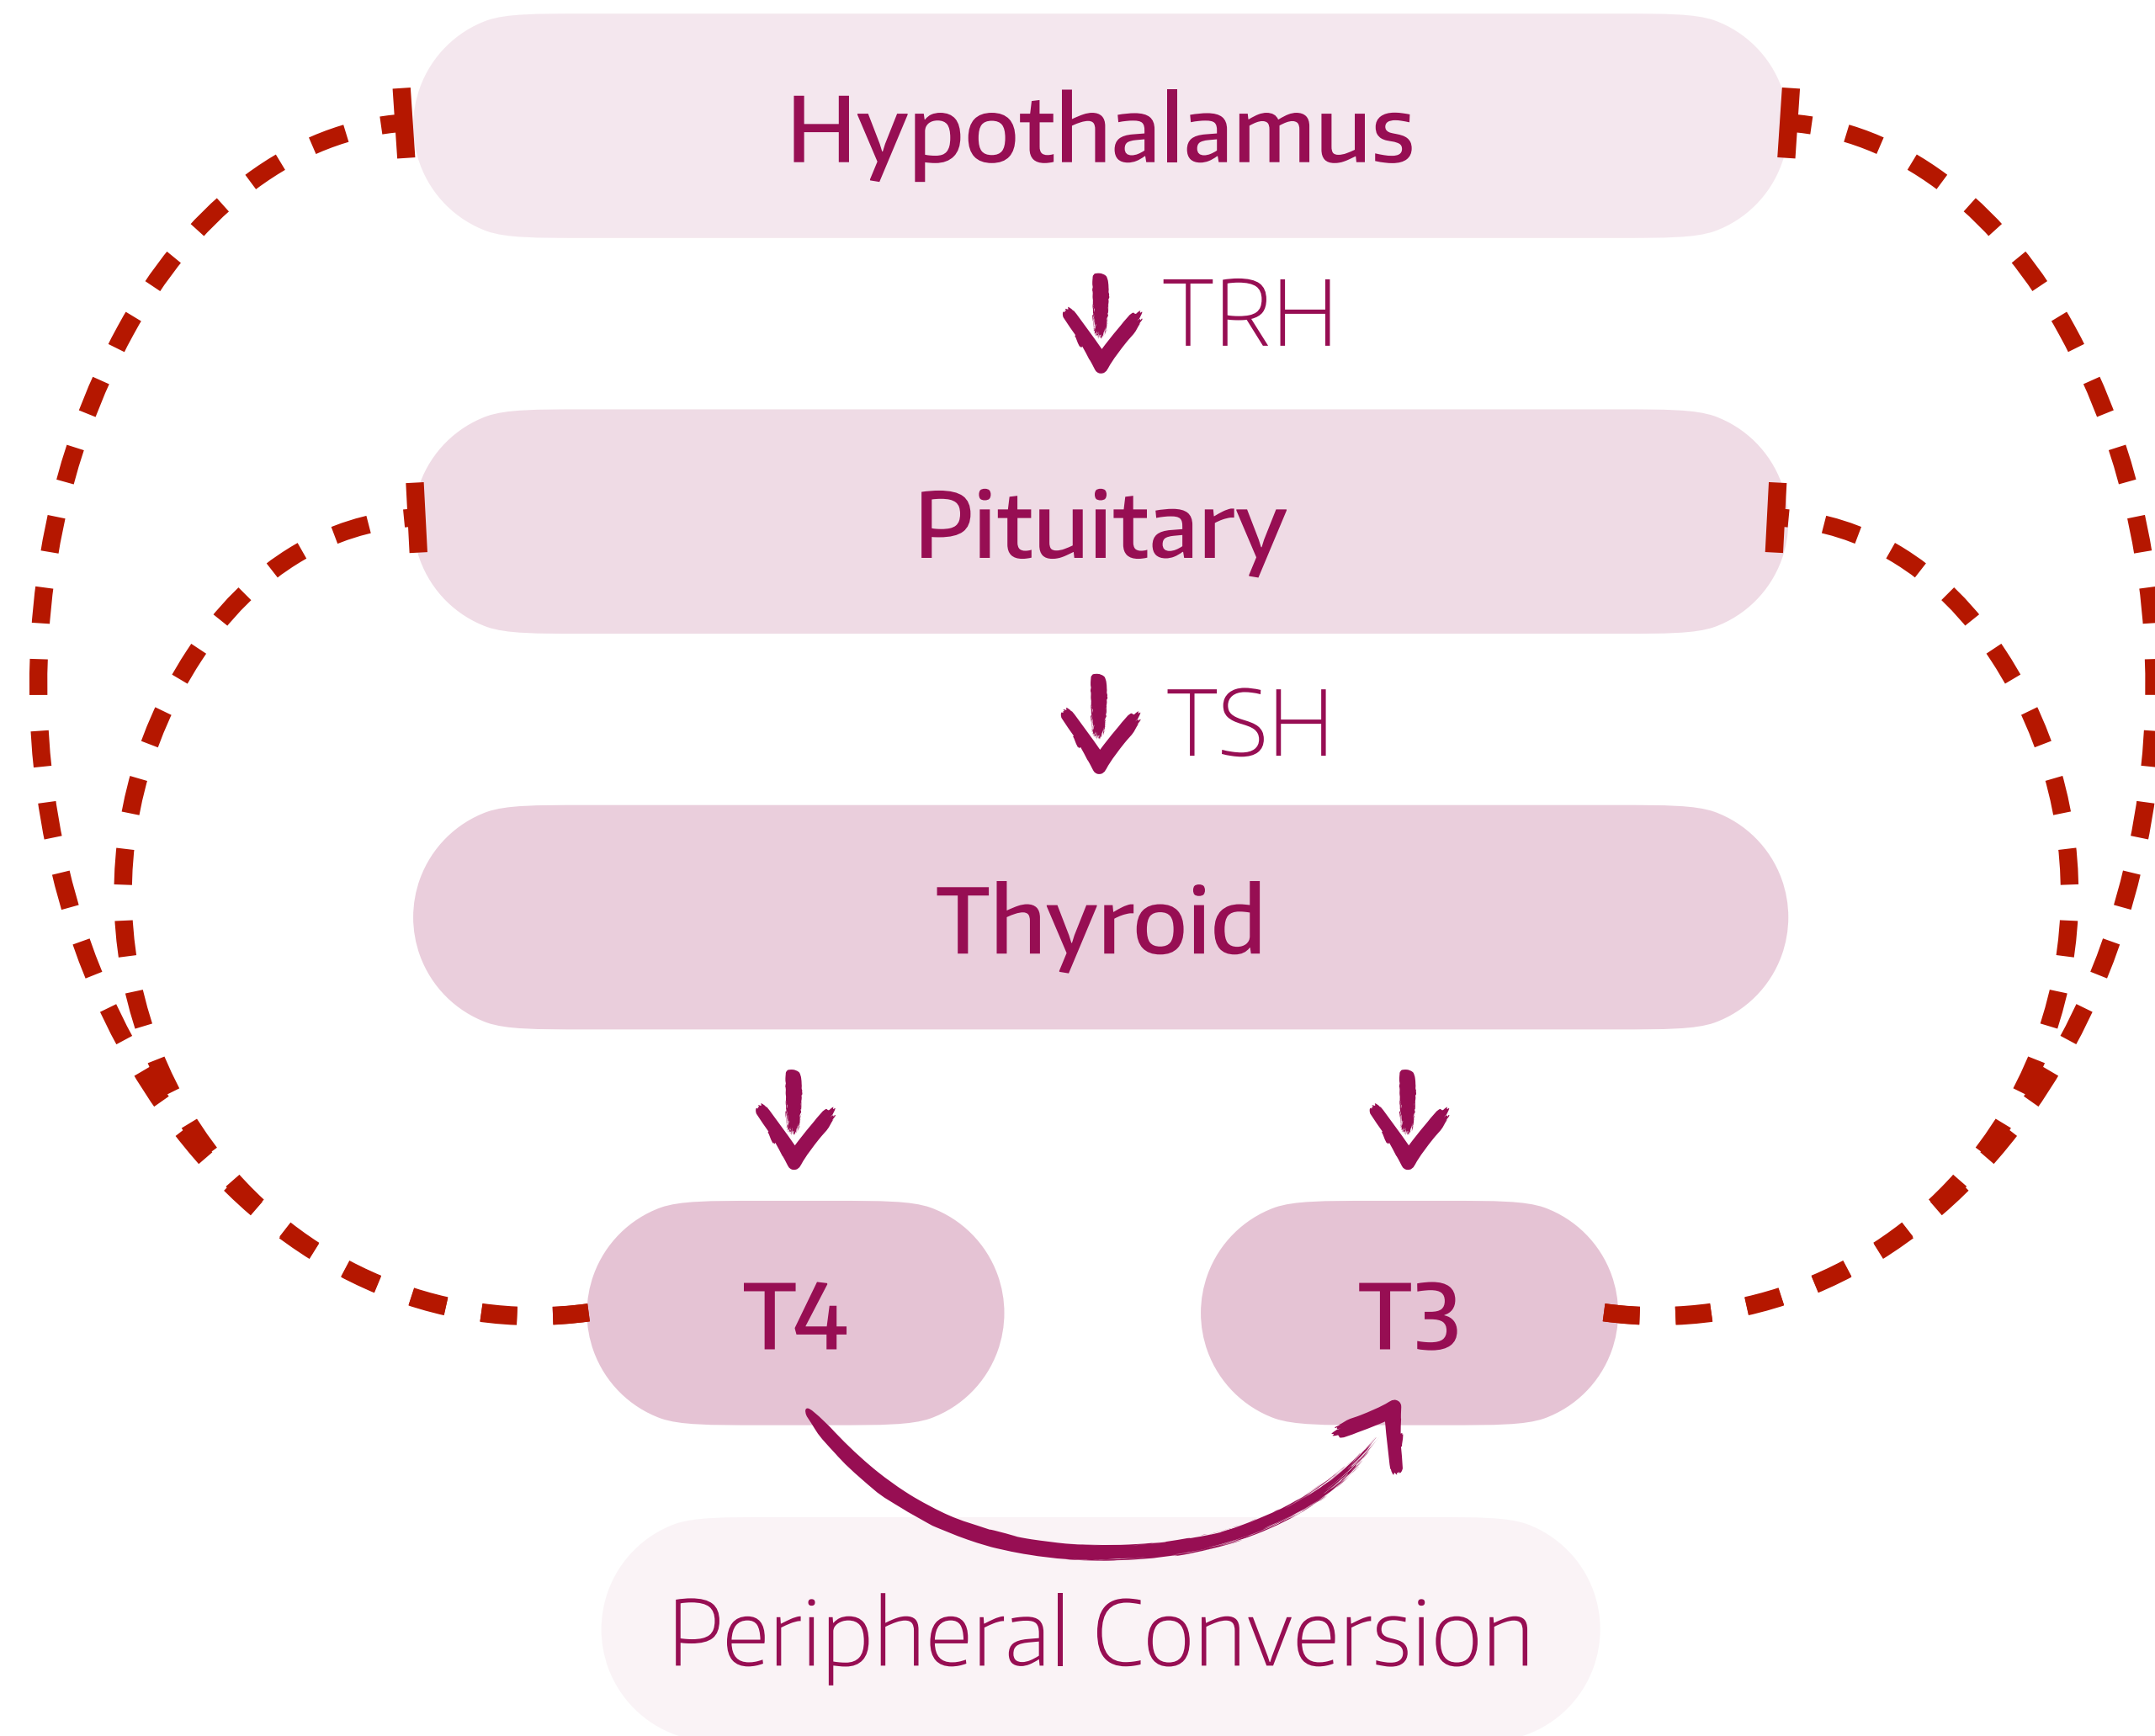 Hypothalamus
TRH
Pituitary
TSH
Thyroid
T4
T3
Peripheral Conversion